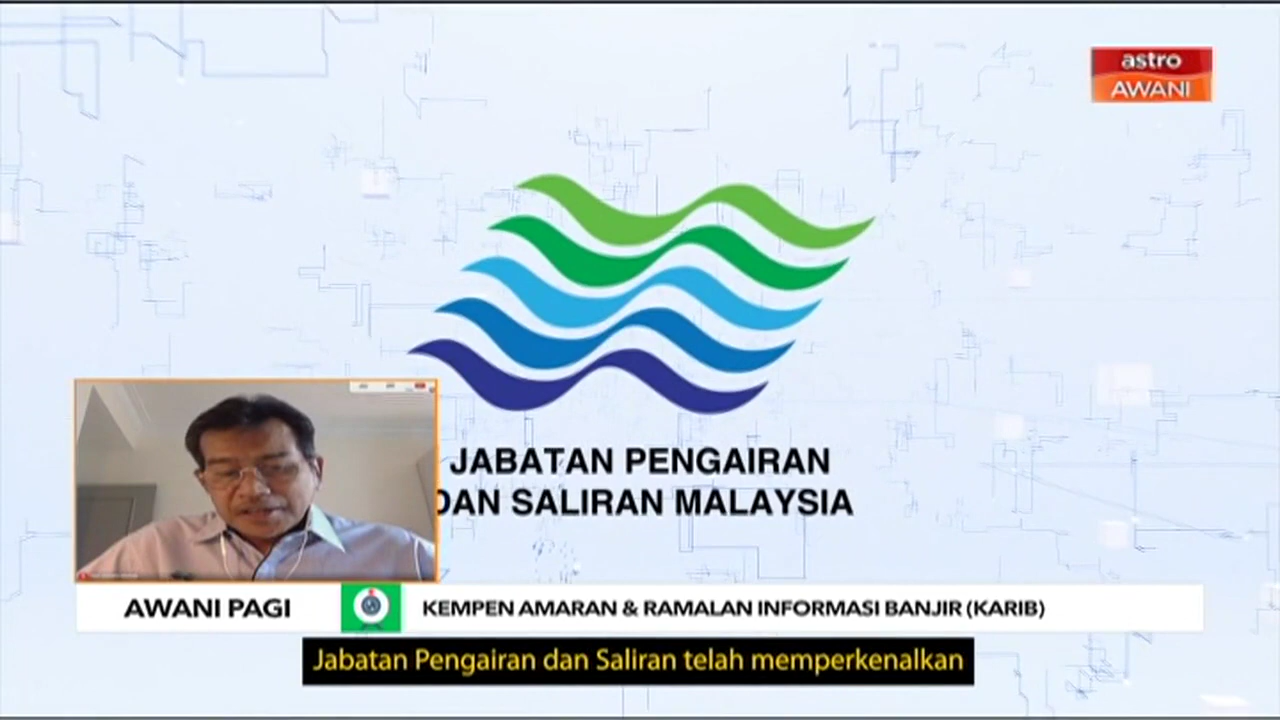 astro
AWANI
JABATAN PENGAIRAN
DAN SALIRAN MALAYSIA
AWANI PAGI
KEMPEN AMARAN & RAMALAN INFORMASI BANJIR (KARIB)
Jabatan Pengairan dan Saliran telah memperkenalkan